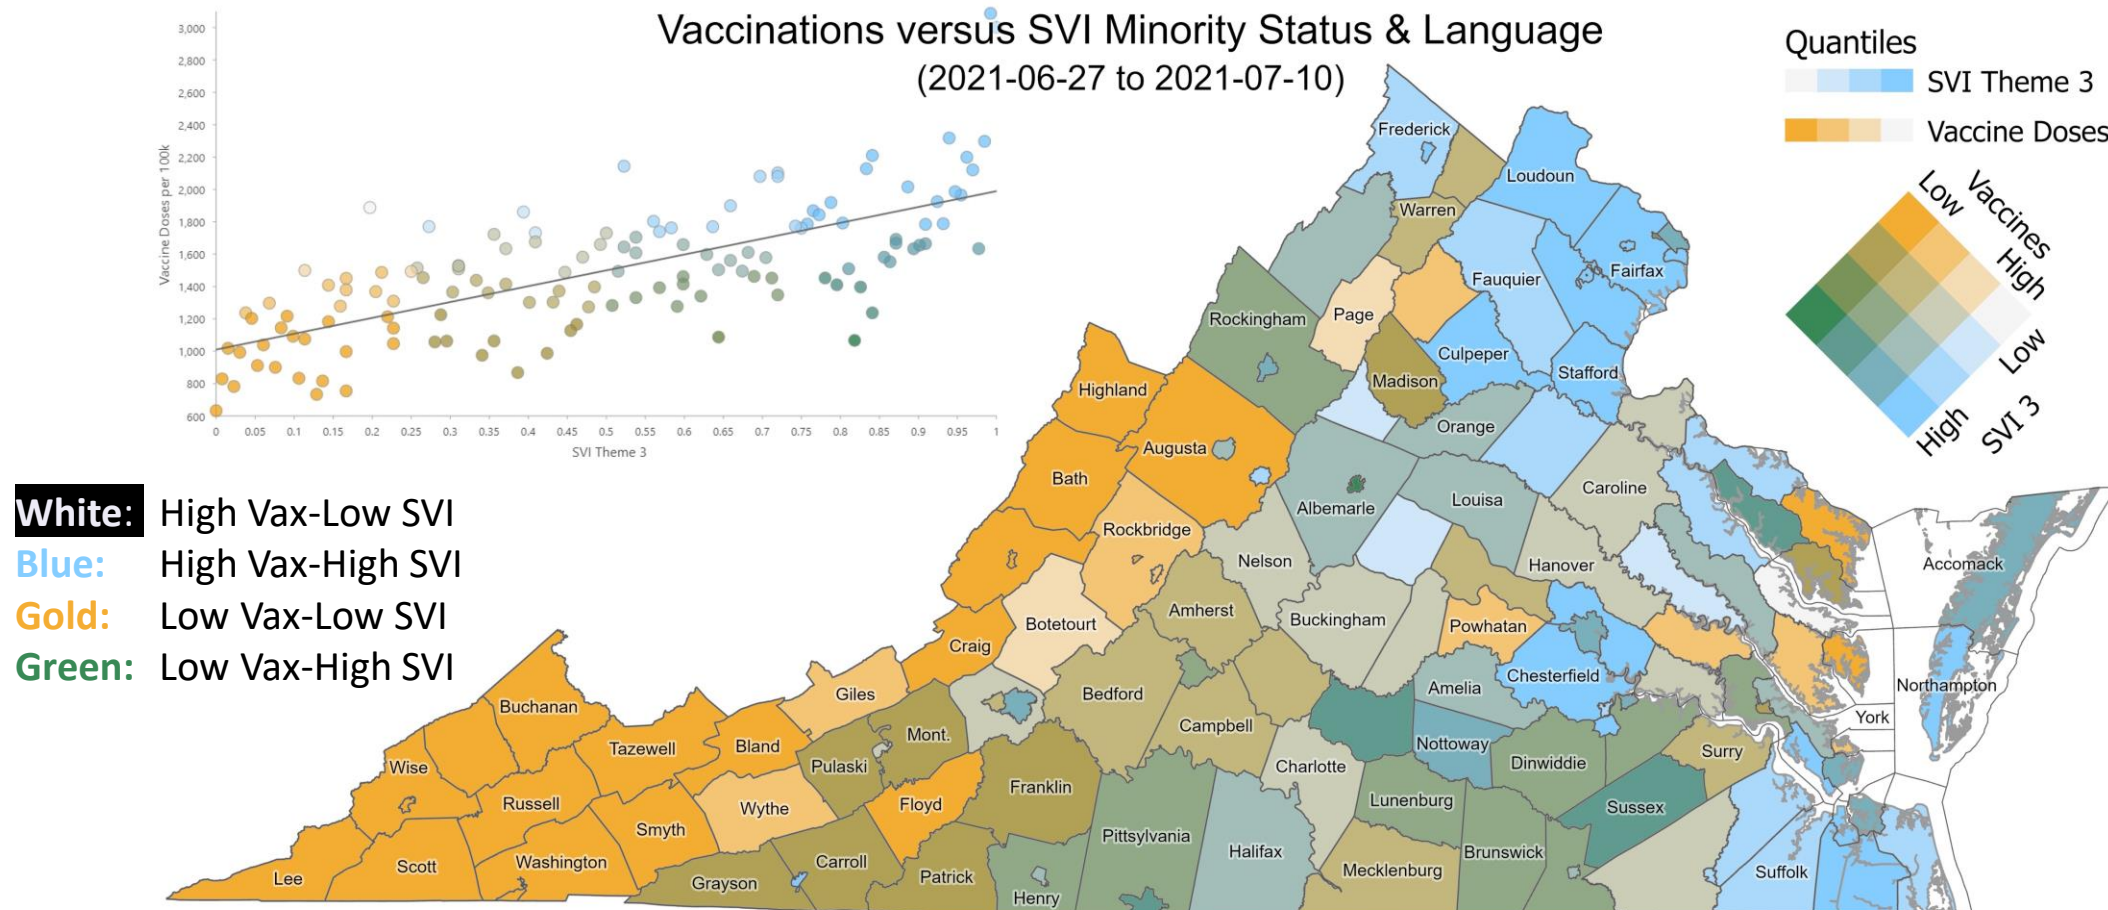 Vaccinations versus SVI Minority Status & Language
(2021-06-27 to 2021-07-10)
3,000
2,800
2,600
2,400
2,200
2,000
1,800
1,600
1,400
1,200
1,000
800
600
Vaccine Doses per 100k
0 0.05 0.1 0.15 0.2 0.25 0.3 0.35 0.4 0.45 0.5 0.55 0.6 0.65 0.7 0.75 0.8 0.85 0.9 0.95 1
SVI Theme 3
Quantiles
SVI Theme 3
Vaccine Doses
Low
Vaccines
High
Low
High
SVI 3
White: High Vax-Low SVI
Blue: High Vax-High SVI
Gold: Low Vax-Low SVI
Green: Low Vax-High SVI
Frederick
Loudoun
Warren
Fauquier
Fairfax
Rockingham
Page
Culpeper
Stafford
Madison
Highland
Orange
Augusta
Bath
Albemarle
Louisa
Caroline
Rockbridge
Nelson
Hanover
Accomack
Botetourt
Amherst
Buckingham
Powhatan
Craig
Chesterfield
Giles
Bedford
Amelia
Northampton
Buchanan
Campbell
York
Tazewell
Bland
Mont.
Nottoway
Surry
Wise
Pulaski
Charlotte
Dinwiddie
Russell
Wythe
Floyd
Franklin
Lunenburg
Sussex
Smyth
Pittsylvania
Lee
Scott
Washington
Carroll
Halifax
Brunswick
Grayson
Patrick
Mecklenburg
Suffolk
Henry